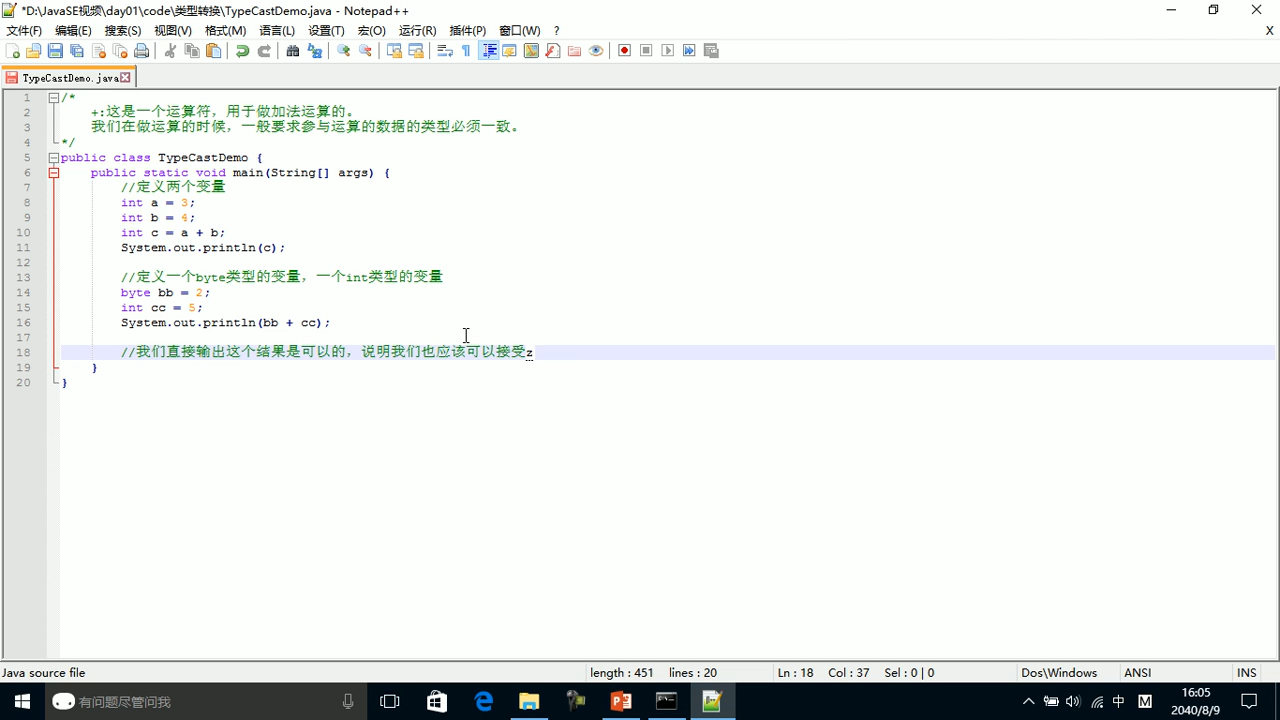 *D:\JavaSE视频\day01\code\类型转换\TypeCastDemo.java - Notepad++
文件(F) 编辑(E) 搜索(S) 视图(V) 格式(M) 语言(L) 设置(T) 宏(O) 运行(R) 插件(P) 窗口(W) ? X
TypeCastDemo.java
1 /*
2 +:这是一个运算符，用于做加法运算的。
3 我们在做运算的时候，一般要求参与运算的数据的类型必须一致。
4 */
5 public class TypeCastDemo {
6 public static void main(String[] args) {
7 //定义两个变量
8 int a = 3;
9 int b = 4;
10 int c = a + b;
11 System.out.println(c);
12
13 //定义一个byte类型的变量，一个int类型的变量
14 byte bb = 2;
15 int cc = 5;
16 System.out.println(bb + cc);
17
18 //我们直接输出这个结果是可以的，说明我们也应该可以接受z
19 }
20 }
Java source file length : 451 lines : 20 Ln : 18 Col : 37 Sel : 0 | 0 Dos\Windows ANSI INS
有问题尽管问我 中 M 16:05
2040/8/9